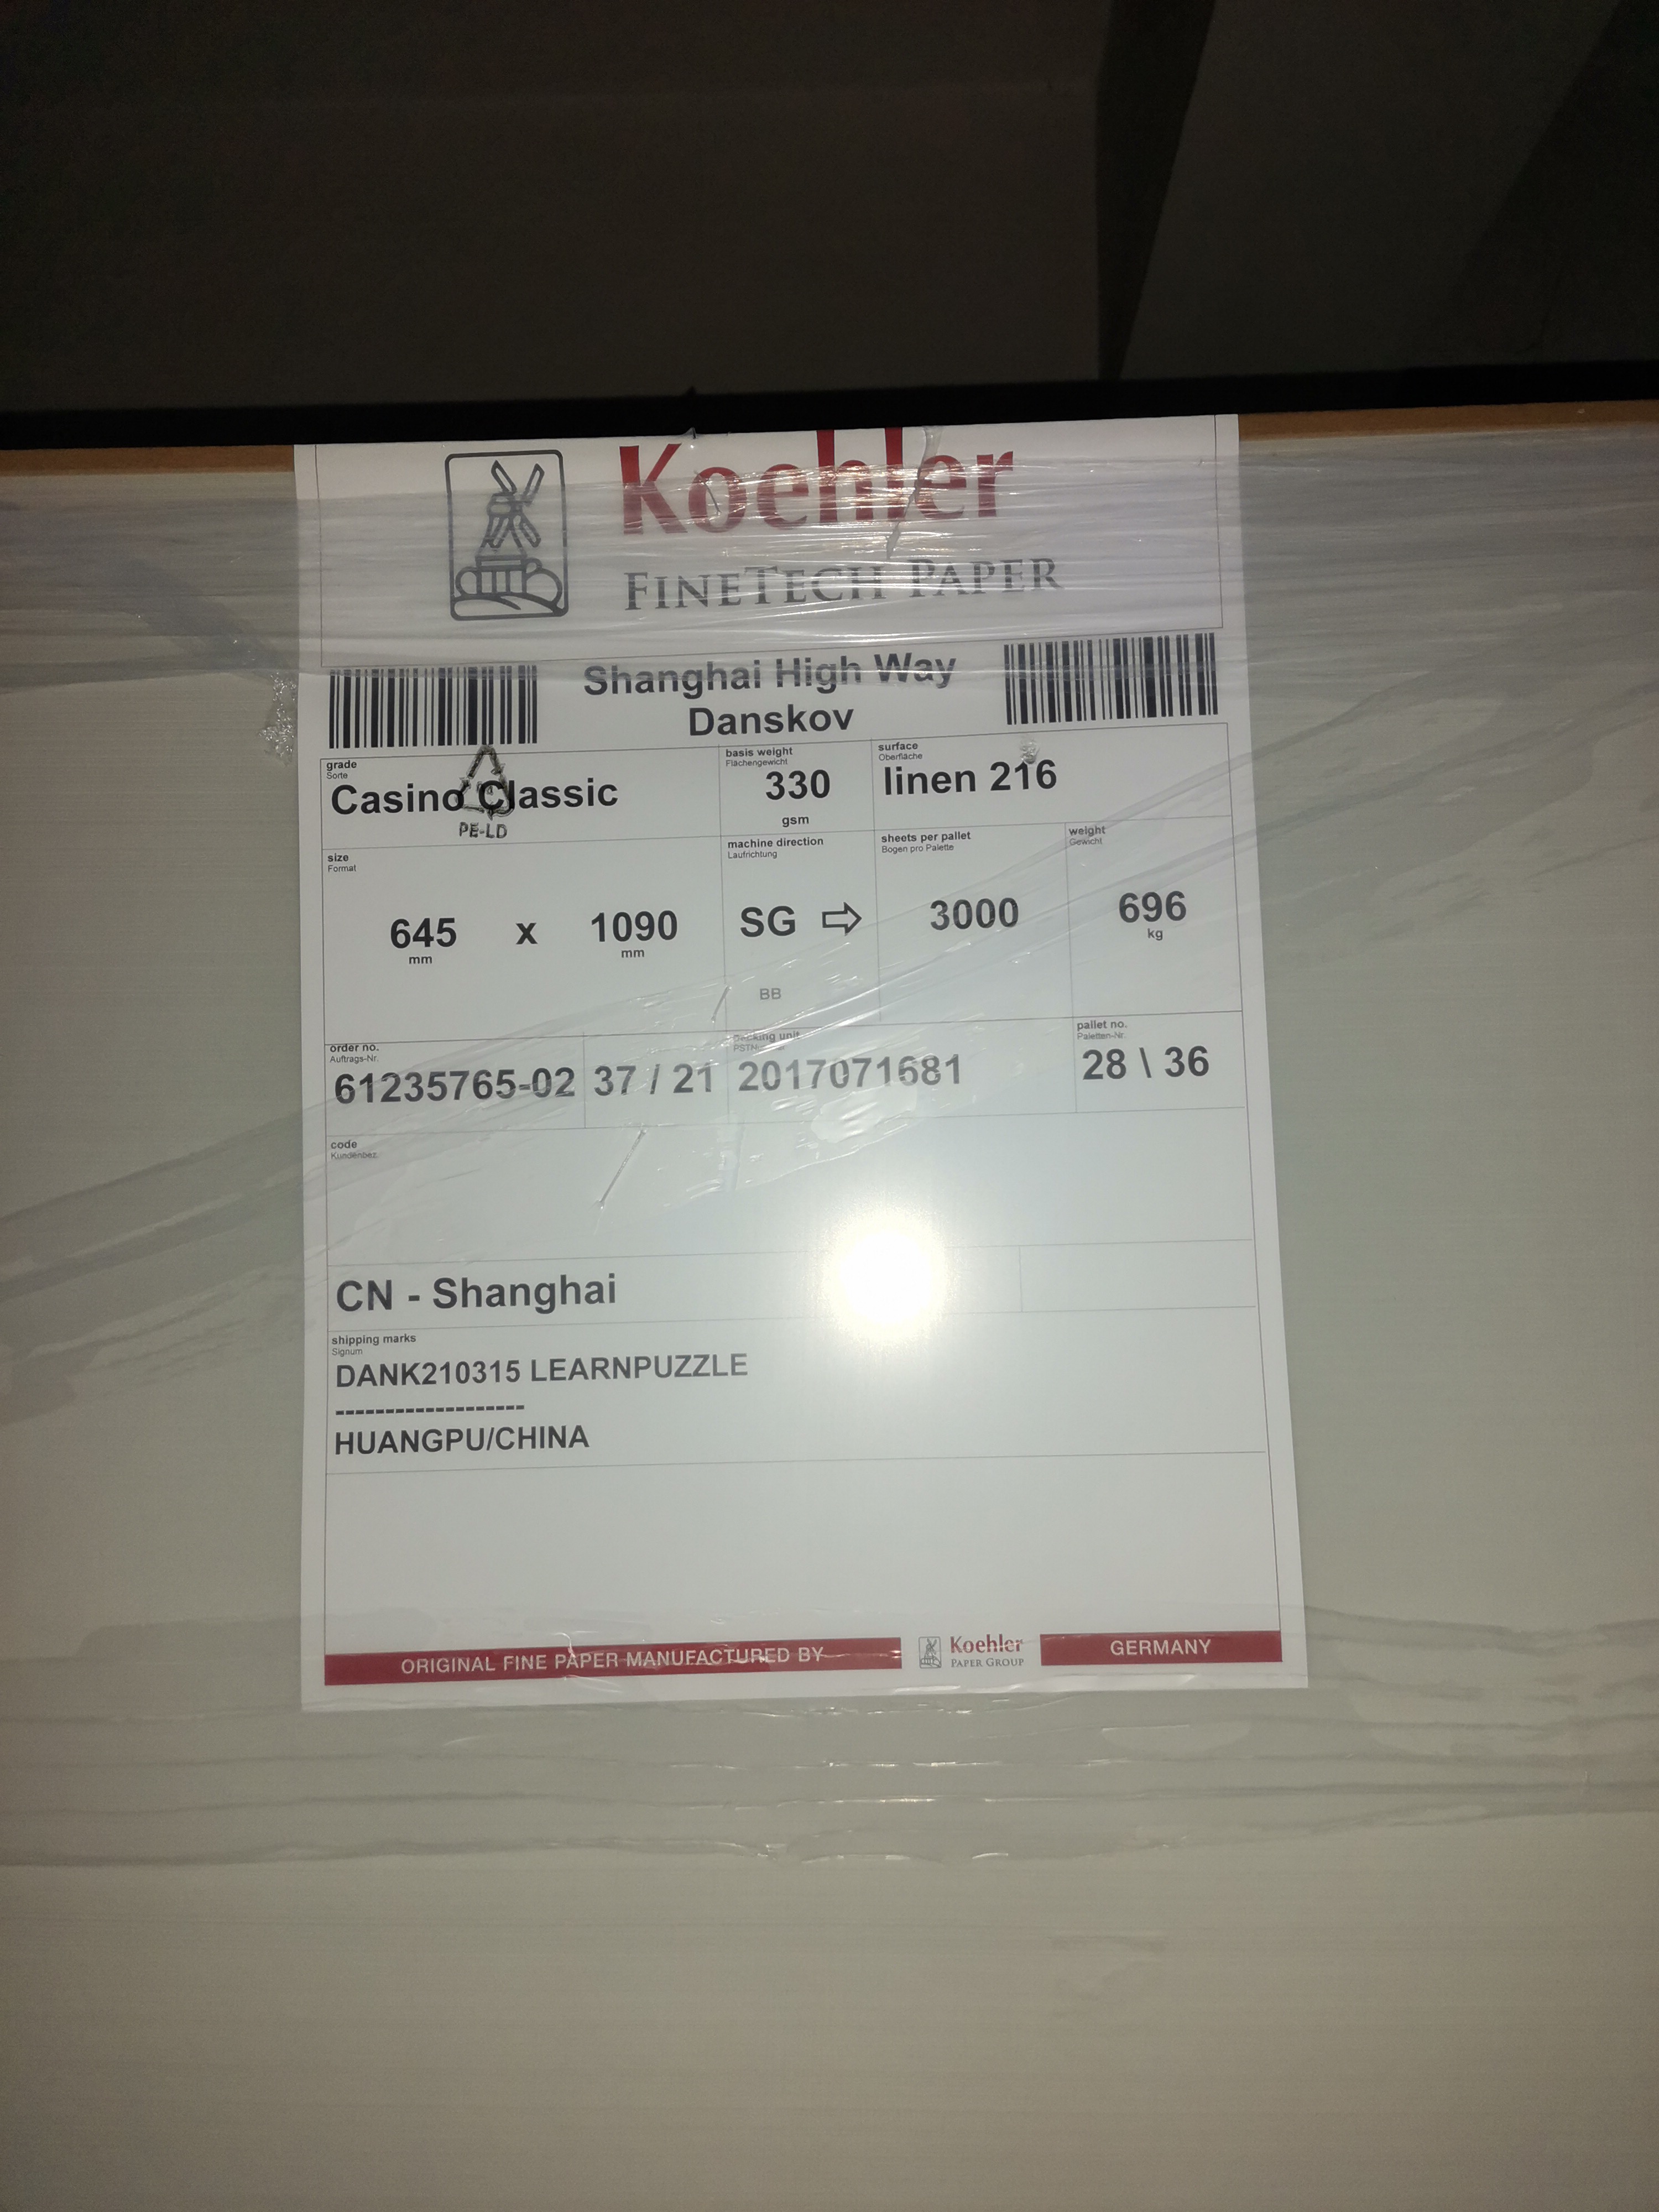 Koehler
FINETECH PAPER
Shanghai High Way
Danskov
grade
Sorte
Casino Classic
PE-LD
basis weight
Flächengewicht
330
gsm
surface
Oberfläche
linen 216
size
Format
645 x 1090
mm mm
machine direction
Laufrichtung
SG ⇨
BB
sheets per pallet
Bogen pro Palette
3000
weight
Gewicht
696
kg
order no.
Auftrags-Nr.
61235765-02 37 / 21
packing unit
2017071681
pallet no.
Paletten-Nr.
28 \ 36
code
Kundenbez.
CN - Shanghai
shipping marks
Signum
DANK210315 LEARNPUZZLE
-------------------
HUANGPU/CHINA
ORIGINAL FINE PAPER MANUFACTURED BY Koehler PAPER GROUP GERMANY